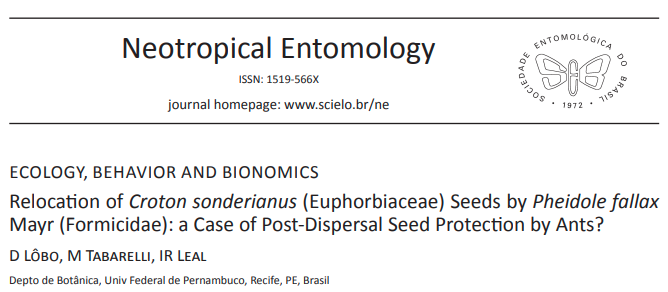 Neotropical Entomology
ISSN: 1519-566X
journal homepage: www.scielo.br/ne
SOCIEDADE ENTOMOLÓGICA DO BRASIL
SEB
• 1972 •
ECOLOGY, BEHAVIOR AND BIONOMICS
Relocation of Croton sonderianus (Euphorbiaceae) Seeds by Pheidole fallax
Mayr (Formicidae): a Case of Post-Dispersal Seed Protection by Ants?
D LÔBO, M TABARELLI, IR LEAL
Depto de Botânica, Univ Federal de Pernambuco, Recife, PE, Brasil